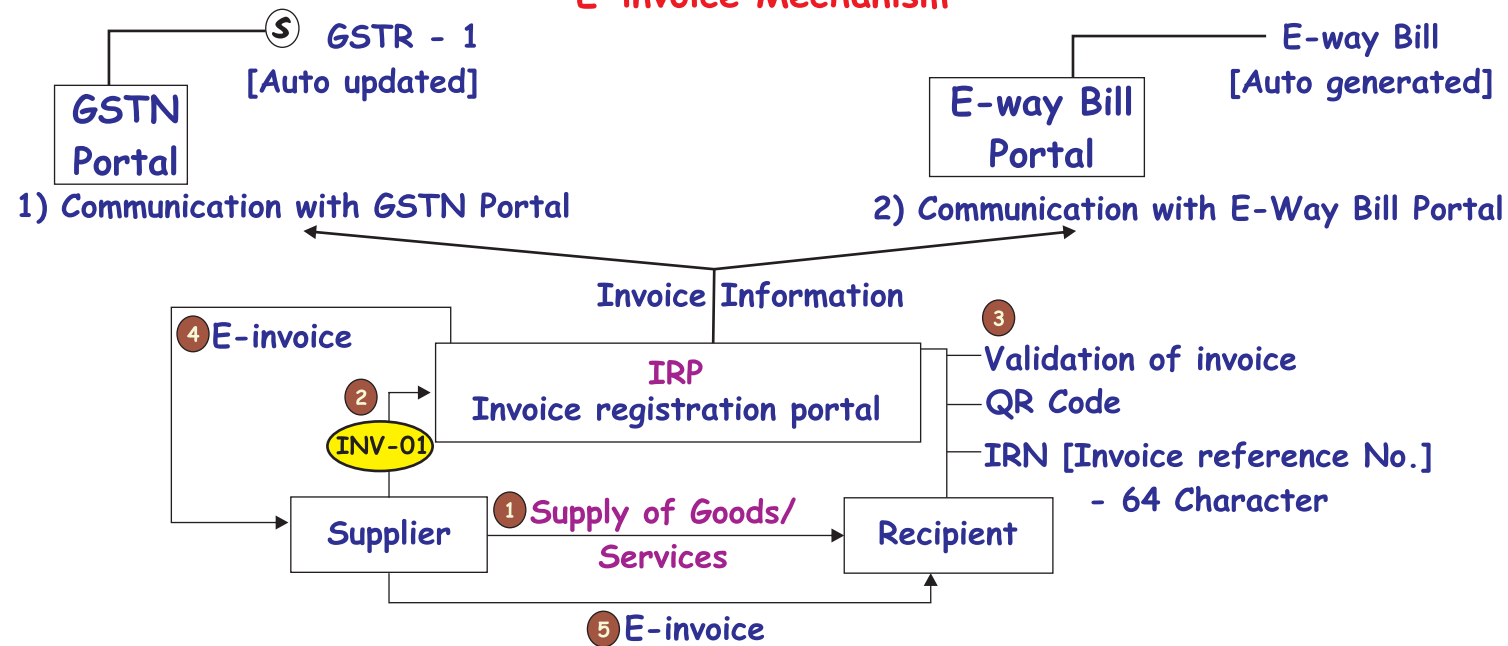 E-invoice Mechanism
S GSTR - 1
[Auto updated]
GSTN
Portal
1) Communication with GSTN Portal
E-way Bill
[Auto generated]
E-way Bill
Portal
2) Communication with E-Way Bill Portal
Invoice Information
4 E-invoice
2
INV-01
IRP
Invoice registration portal
3
Validation of invoice
QR Code
IRN [Invoice reference No.]
- 64 Character
Supplier
1 Supply of Goods/
Services
Recipient
5 E-invoice